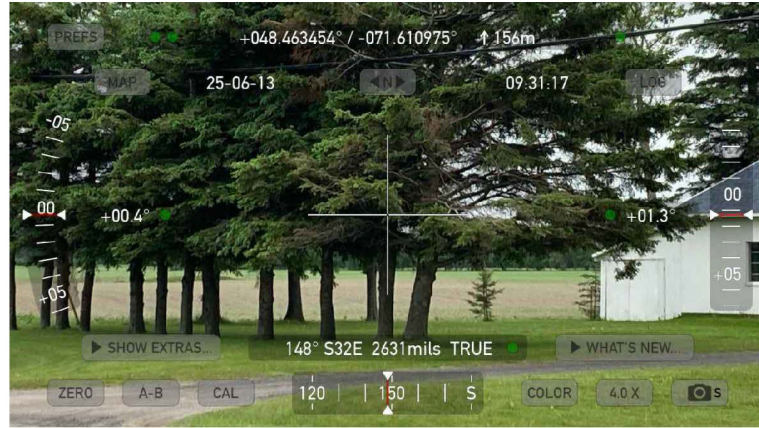 PREFS +048.463454° / -071.610975° ↑ 156m
MAP 25-06-13 ◀N▶ 09:31:17 LOG
-05
00 +00.4° +01.3° 00
+05 +05
▶ SHOW EXTRAS... 148° S32E 2631mils TRUE ▶ WHAT'S NEW...
ZERO A-B CAL 120 | | 150 | | S COLOR 4.0 X S